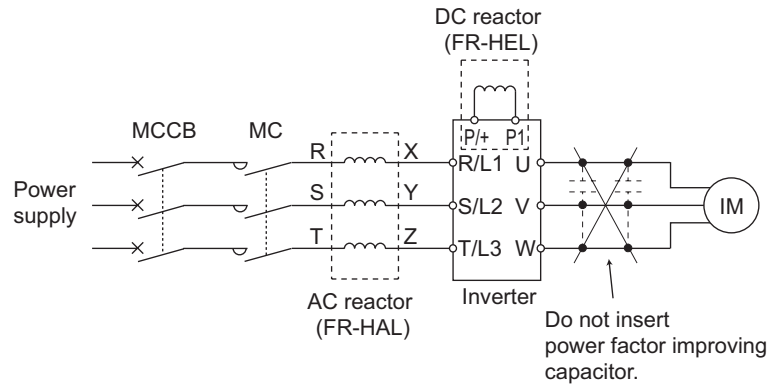 DC reactor
(FR-HEL)
MCCB
MC
P/+ P1
R X R/L1 U
Power
supply
S Y S/L2 V
IM
T Z T/L3 W
AC reactor
(FR-HAL)
Inverter
Do not insert
power factor improving
capacitor.